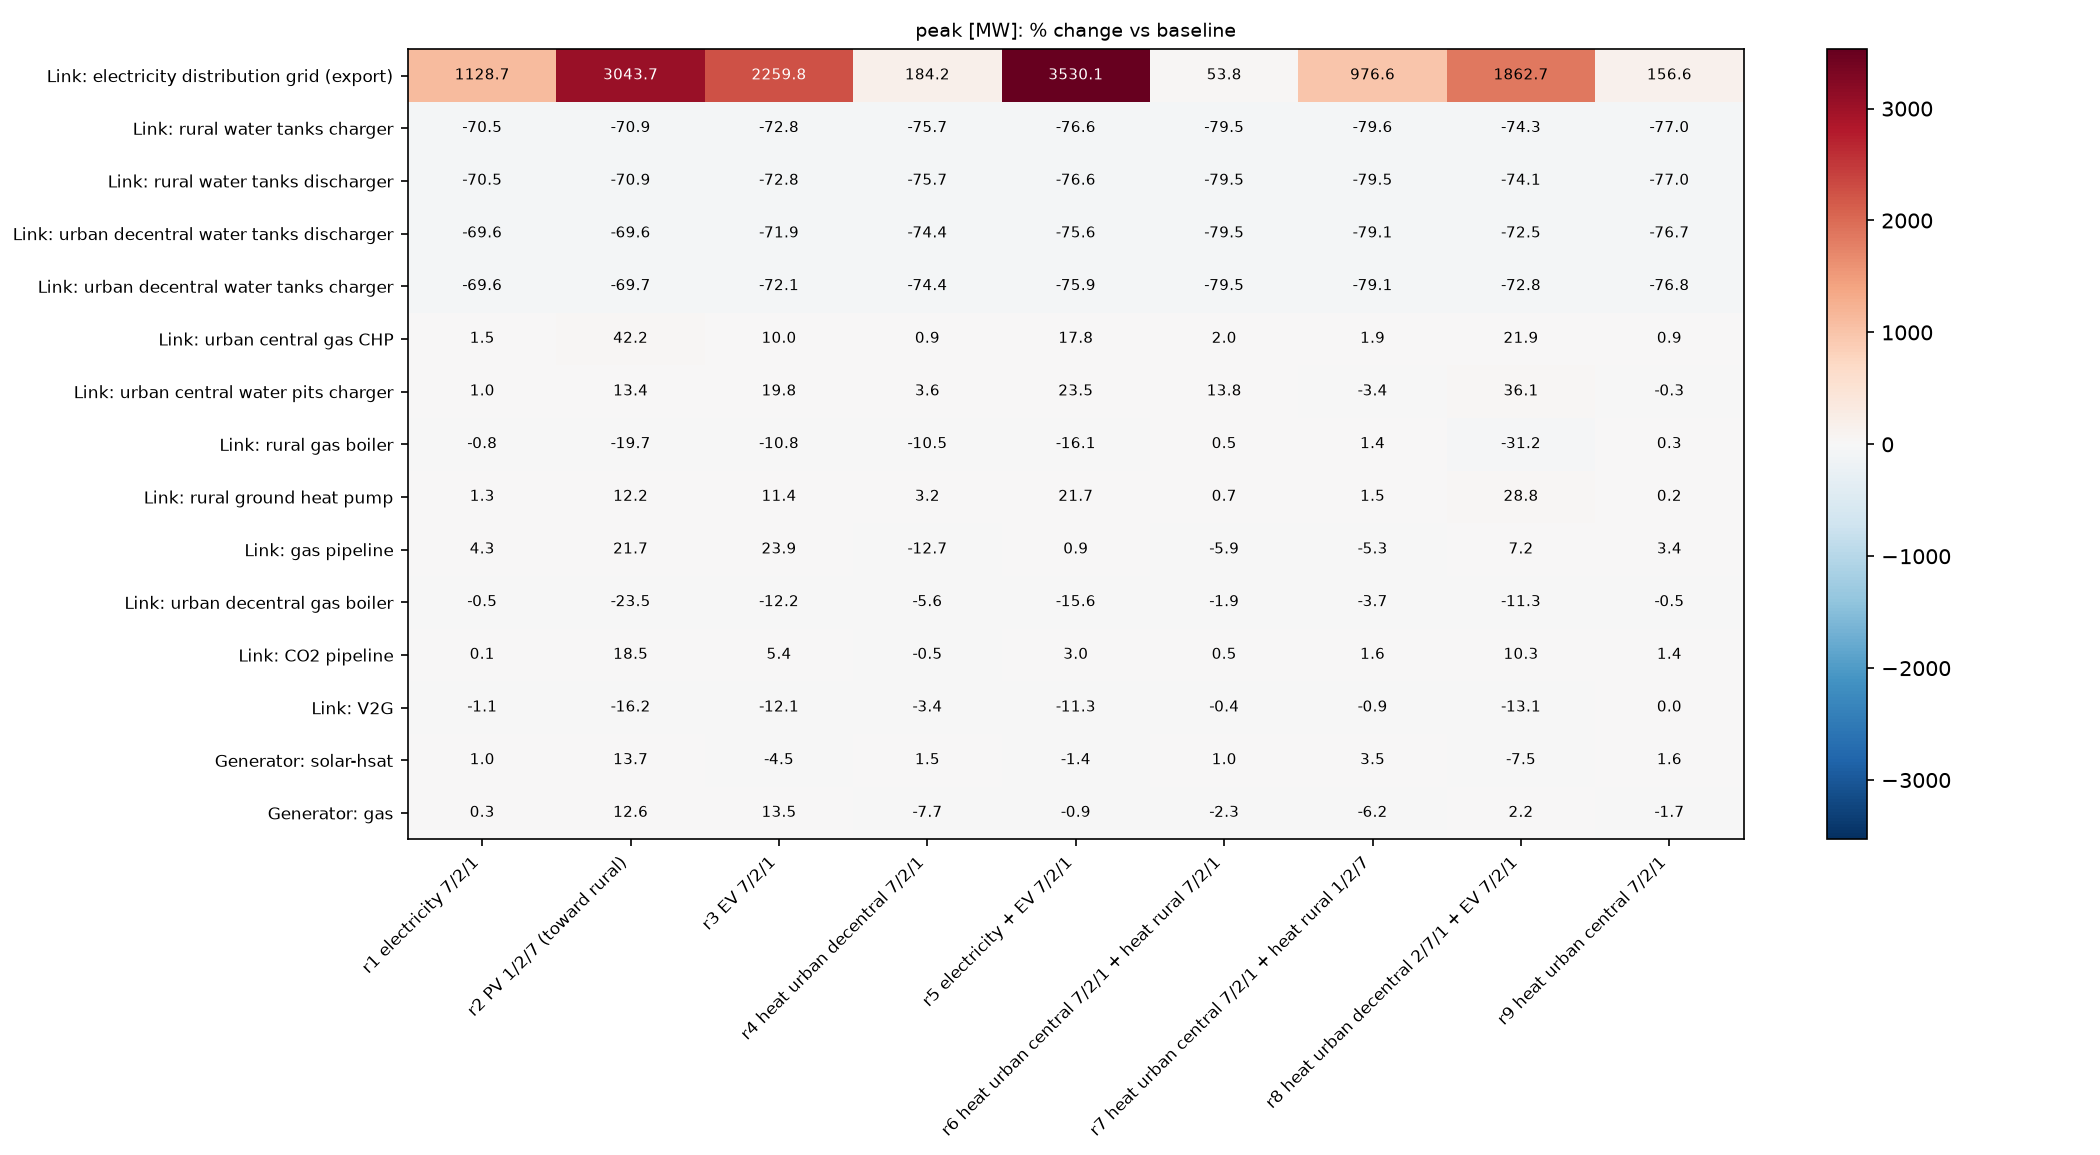 peak [MW]: % change vs baseline
Link: electricity distribution grid (export) 1128.7 3043.7 2259.8 184.2 3530.1 53.8 976.6 1862.7 156.6
Link: rural water tanks charger -70.5 -70.9 -72.8 -75.7 -76.6 -79.5 -79.6 -74.3 -77.0
Link: rural water tanks discharger -70.5 -70.9 -72.8 -75.7 -76.6 -79.5 -79.5 -74.1 -77.0
Link: urban decentral water tanks discharger -69.6 -69.6 -71.9 -74.4 -75.6 -79.5 -79.1 -72.5 -76.7
Link: urban decentral water tanks charger -69.6 -69.7 -72.1 -74.4 -75.9 -79.5 -79.1 -72.8 -76.8
Link: urban central gas CHP 1.5 42.2 10.0 0.9 17.8 2.0 1.9 21.9 0.9
Link: urban central water pits charger 1.0 13.4 19.8 3.6 23.5 13.8 -3.4 36.1 -0.3
Link: rural gas boiler -0.8 -19.7 -10.8 -10.5 -16.1 0.5 1.4 -31.2 0.3
Link: rural ground heat pump 1.3 12.2 11.4 3.2 21.7 0.7 1.5 28.8 0.2
Link: gas pipeline 4.3 21.7 23.9 -12.7 0.9 -5.9 -5.3 7.2 3.4
Link: urban decentral gas boiler -0.5 -23.5 -12.2 -5.6 -15.6 -1.9 -3.7 -11.3 -0.5
Link: CO2 pipeline 0.1 18.5 5.4 -0.5 3.0 0.5 1.6 10.3 1.4
Link: V2G -1.1 -16.2 -12.1 -3.4 -11.3 -0.4 -0.9 -13.1 0.0
Generator: solar-hsat 1.0 13.7 -4.5 1.5 -1.4 1.0 3.5 -7.5 1.6
Generator: gas 0.3 12.6 13.5 -7.7 -0.9 -2.3 -6.2 2.2 -1.7
r1 electricity 7/2/1
r2 PV 1/2/7 (toward rural)
r3 EV 7/2/1
r4 heat urban decentral 7/2/1
r5 electricity + EV 7/2/1
r6 heat urban central 7/2/1 + heat rural 7/2/1
r7 heat urban central 7/2/1 + heat rural 1/2/7
r8 heat urban decentral 2/7/1 + EV 7/2/1
r9 heat urban central 7/2/1
3000
2000
1000
0
−1000
−2000
−3000